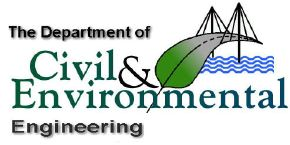 The Department of
Civil &
Environmental
Engineering